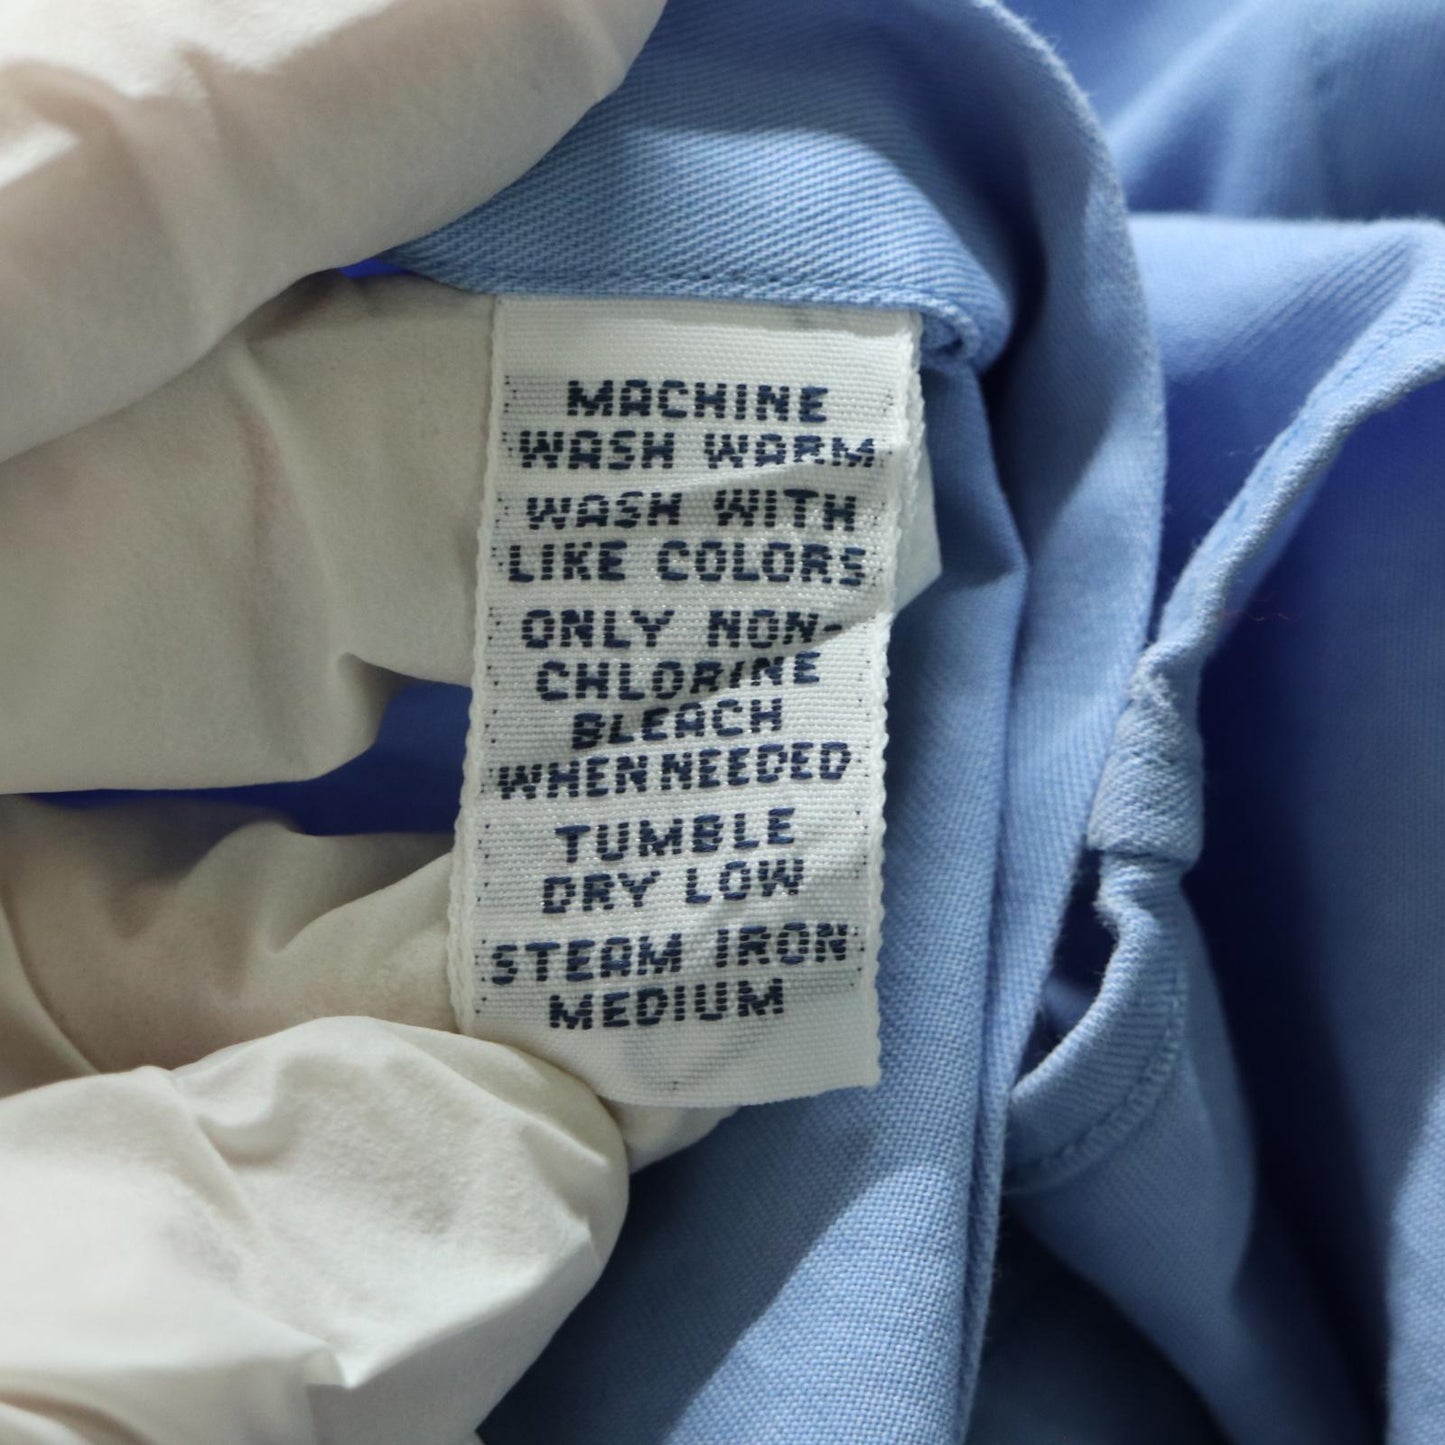 MACHINE
WASH WARM
WASH WITH
LIKE COLORS
ONLY NON-
CHLORINE
BLEACH
WHEN NEEDED
TUMBLE
DRY LOW
STEAM IRON
MEDIUM